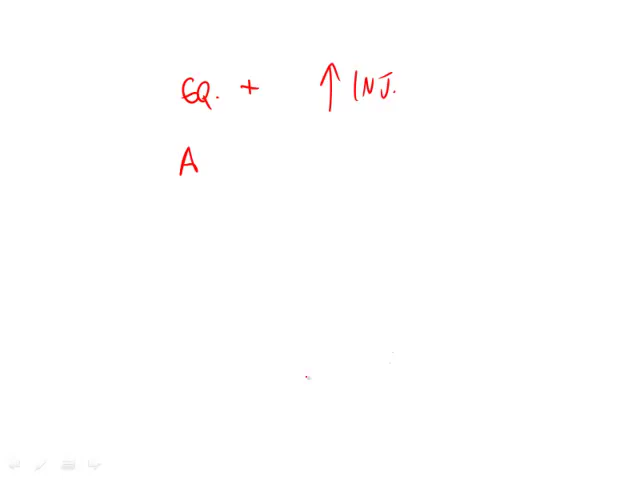 EQ. + ↑ INJ.
A